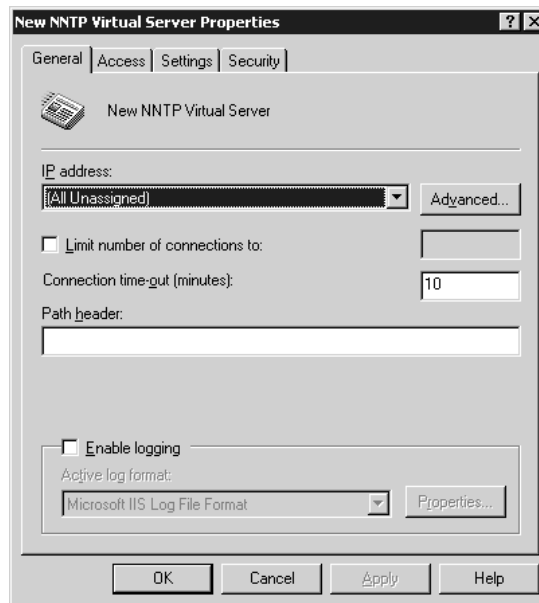 New NNTP Virtual Server Properties
General Access Settings Security
New NNTP Virtual Server
IP address:
(All Unassigned) Advanced...
Limit number of connections to:
Connection time-out (minutes): 10
Path header:
Enable logging
Active log format:
Microsoft IIS Log File Format Properties...
OK Cancel Apply Help